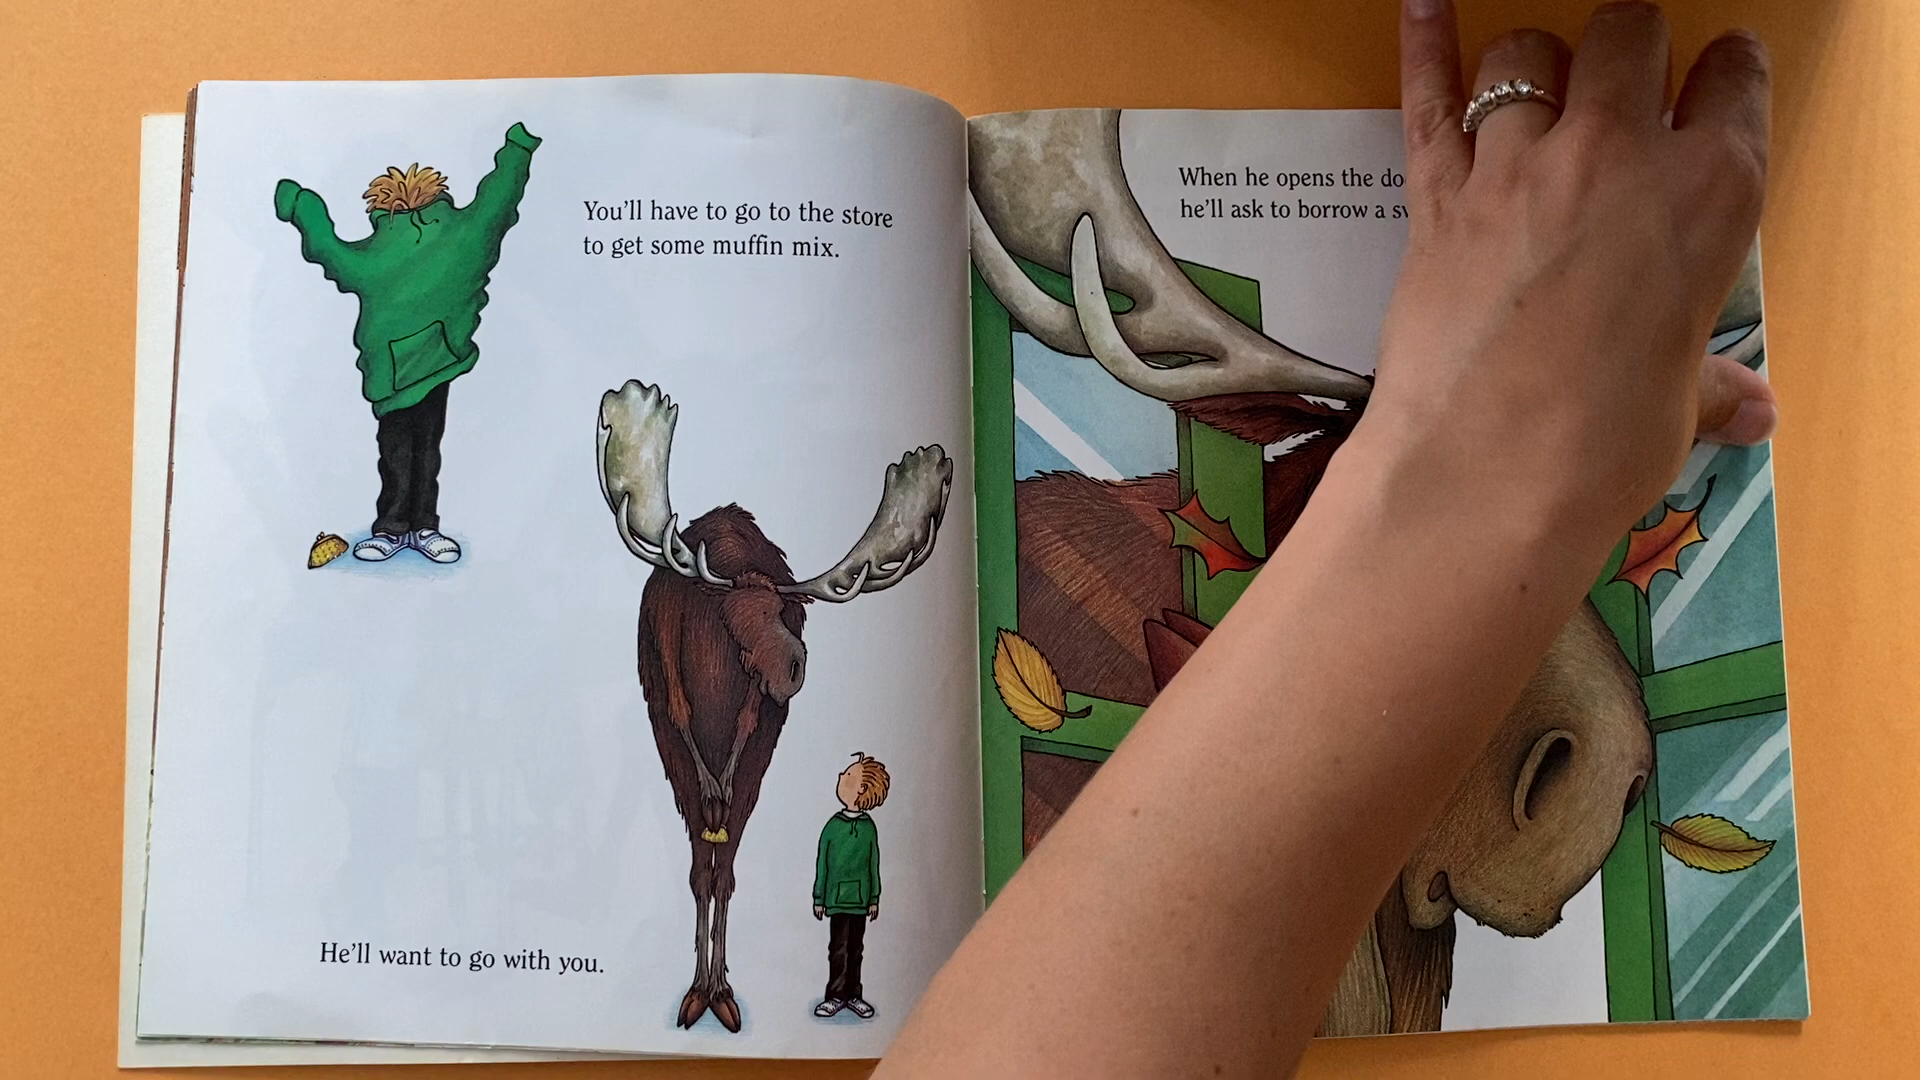 You'll have to go to the store
to get some muffin mix.
He'll want to go with you.
When he opens the
he'll ask to borrow a